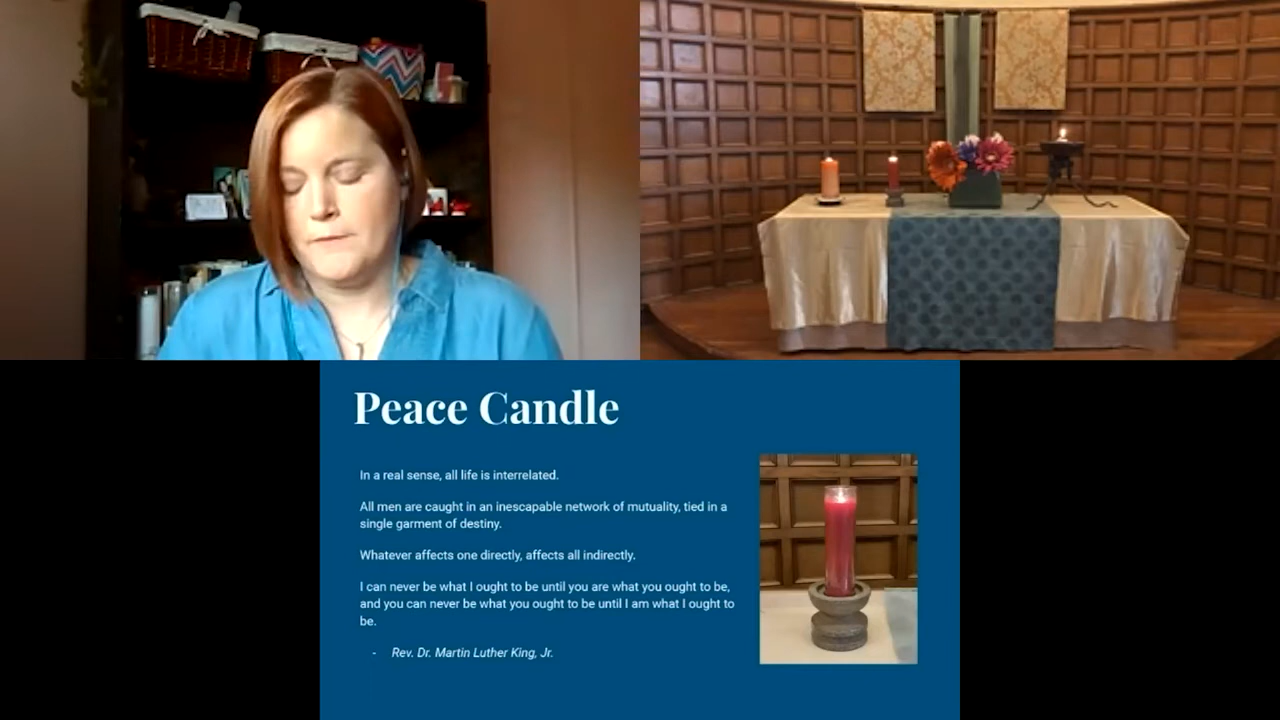 Peace Candle
In a real sense, all life is interrelated.
All men are caught in an inescapable network of mutuality, tied in a
single garment of destiny.
Whatever affects one directly, affects all indirectly.
I can never be what I ought to be until you are what you ought to be,
and you can never be what you ought to be until I am what I ought to
be.
- Rev. Dr. Martin Luther King, Jr.